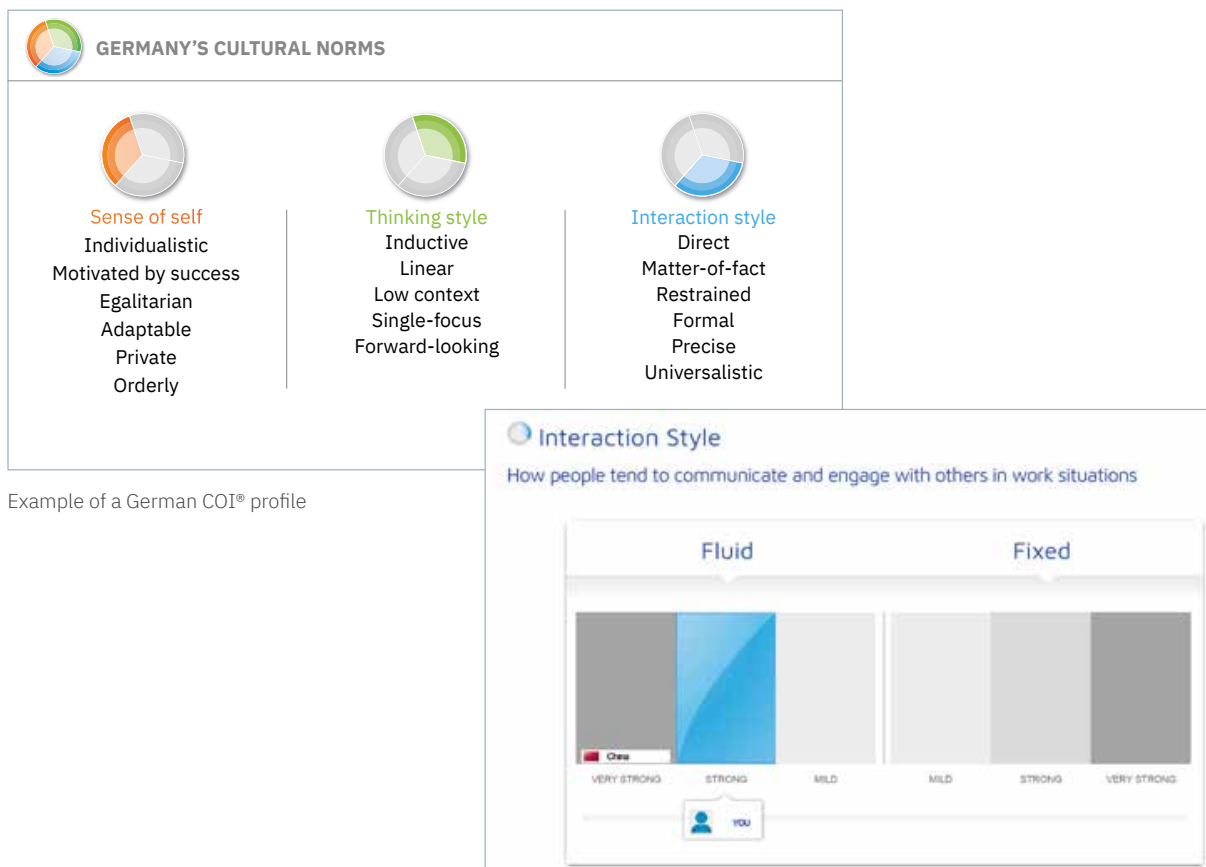 GERMANY'S CULTURAL NORMS
Sense of self
Individualistic
Motivated by success
Egalitarian
Adaptable
Private
Orderly
Thinking style
Inductive
Linear
Low context
Single-focus
Forward-looking
Interaction style
Direct
Matter-of-fact
Restrained
Formal
Precise
Universalistic
Example of a German COI® profile
Interaction Style
How people tend to communicate and engage with others in work situations
Fluid
Fixed
China
VERY STRONG
STRONG
MILD
MILD
STRONG
VERY STRONG
YOU